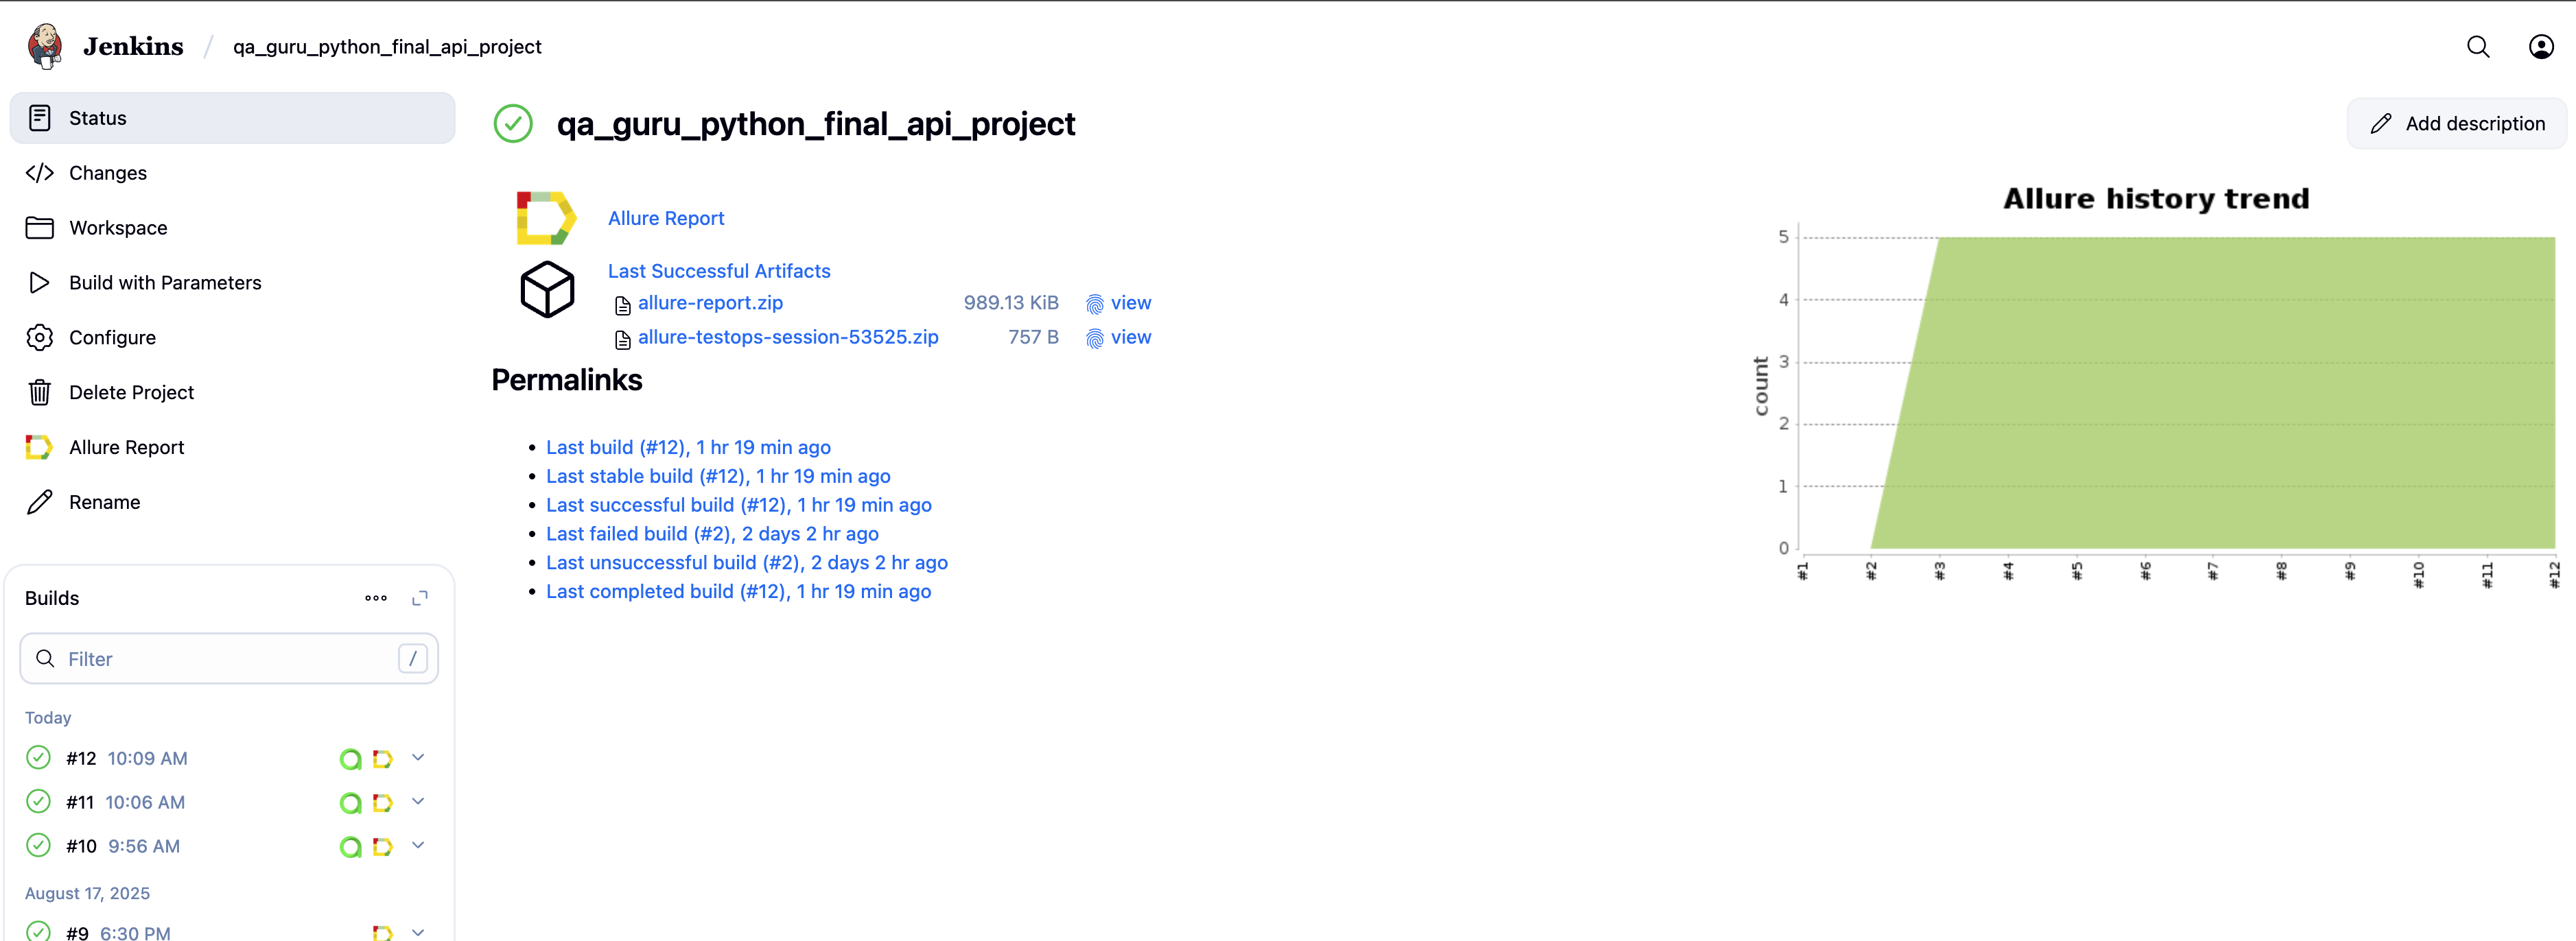 Jenkins / qa_guru_python_final_api_project
Status
Changes
Workspace
Build with Parameters
Configure
Delete Project
Allure Report
Rename
Builds
Filter /
Today
#12 10:09 AM
#11 10:06 AM
#10 9:56 AM
August 17, 2025
#9 6:30 PM
qa_guru_python_final_api_project
Add description
Allure Report
Last Successful Artifacts
allure-report.zip 989.13 KiB view
allure-testops-session-53525.zip 757 B view
Permalinks
Last build (#12), 1 hr 19 min ago
Last stable build (#12), 1 hr 19 min ago
Last successful build (#12), 1 hr 19 min ago
Last failed build (#2), 2 days 2 hr ago
Last unsuccessful build (#2), 2 days 2 hr ago
Last completed build (#12), 1 hr 19 min ago
Allure history trend
count
5
4
3
2
1
0
#1 #2 #3 #4 #5 #6 #7 #8 #9 #10 #11 #12